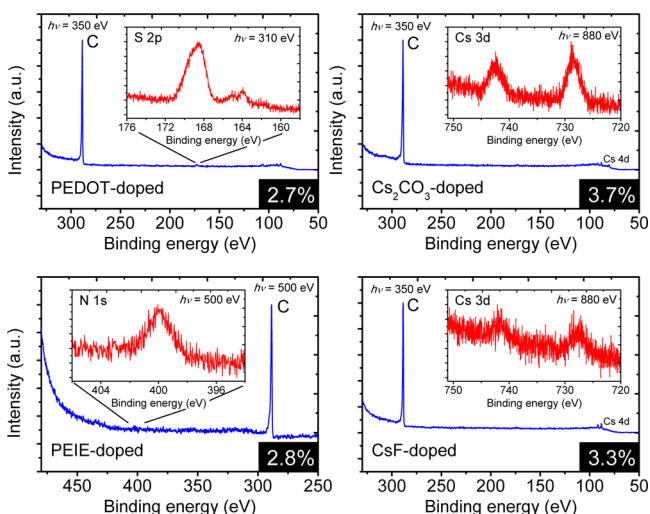 hν = 350 eV
C
S 2p
hν = 310 eV
176 172 168 164 160
Binding energy (eV)
PEDOT-doped
2.7%
300 250 200 150 100 50
Binding energy (eV)
Intensity (a.u.)
hν = 350 eV
C
Cs 3d
hν = 880 eV
750 740 730 720
Binding energy (eV)
Cs 4d
Cs₂CO₃-doped
3.7%
300 250 200 150 100 50
Binding energy (eV)
Intensity (a.u.)
hν = 500 eV
C
N 1s
hν = 500 eV
404 400 396
Binding energy (eV)
PEIE-doped
2.8%
450 400 350 300 250
Binding energy (eV)
Intensity (a.u.)
hν = 350 eV
C
Cs 3d
hν = 880 eV
750 740 730 720
Binding energy (eV)
Cs 4d
CsF-doped
3.3%
300 250 200 150 100 50
Binding energy (eV)
Intensity (a.u.)